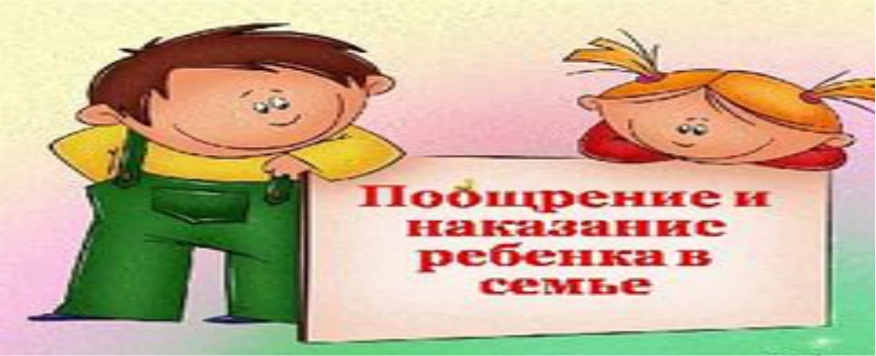 Поощрение и
наказание
ребенка в
семье